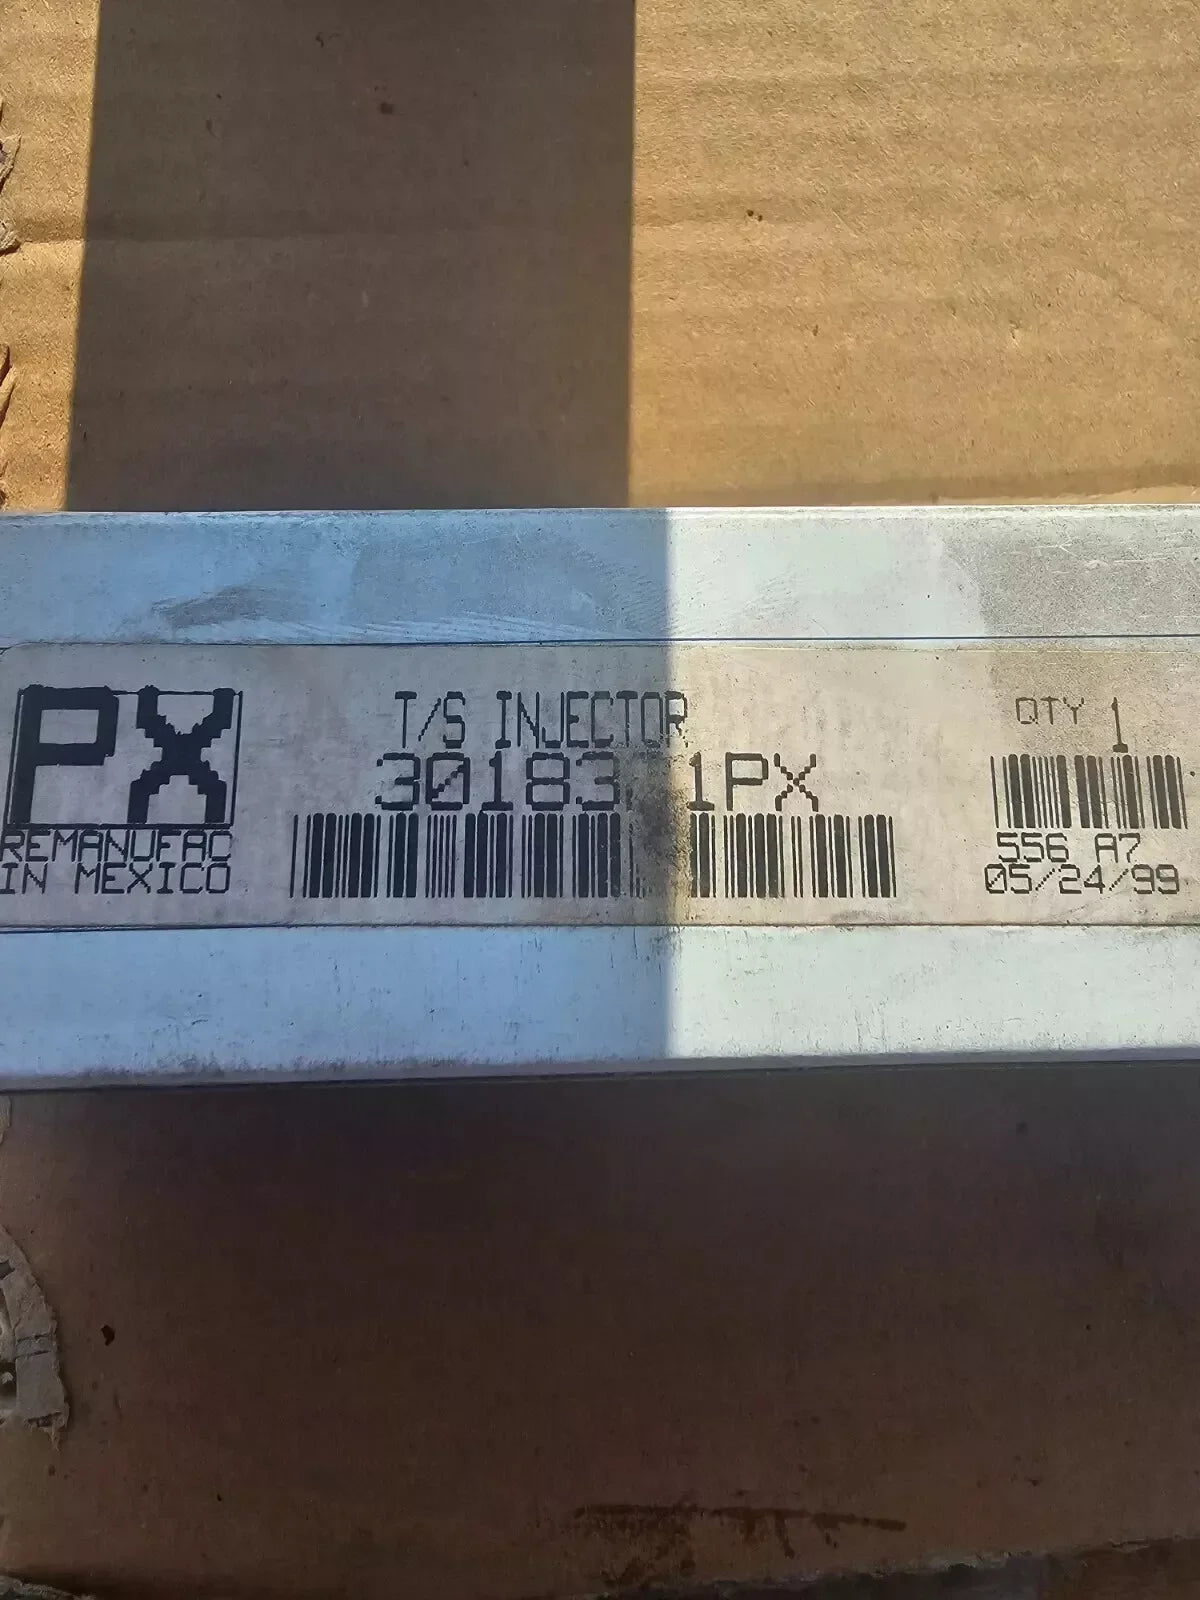 PX
REMANUFAC
IN MEXICO
T/S INJECTOR
QTY 1
556 A7
05/24/99